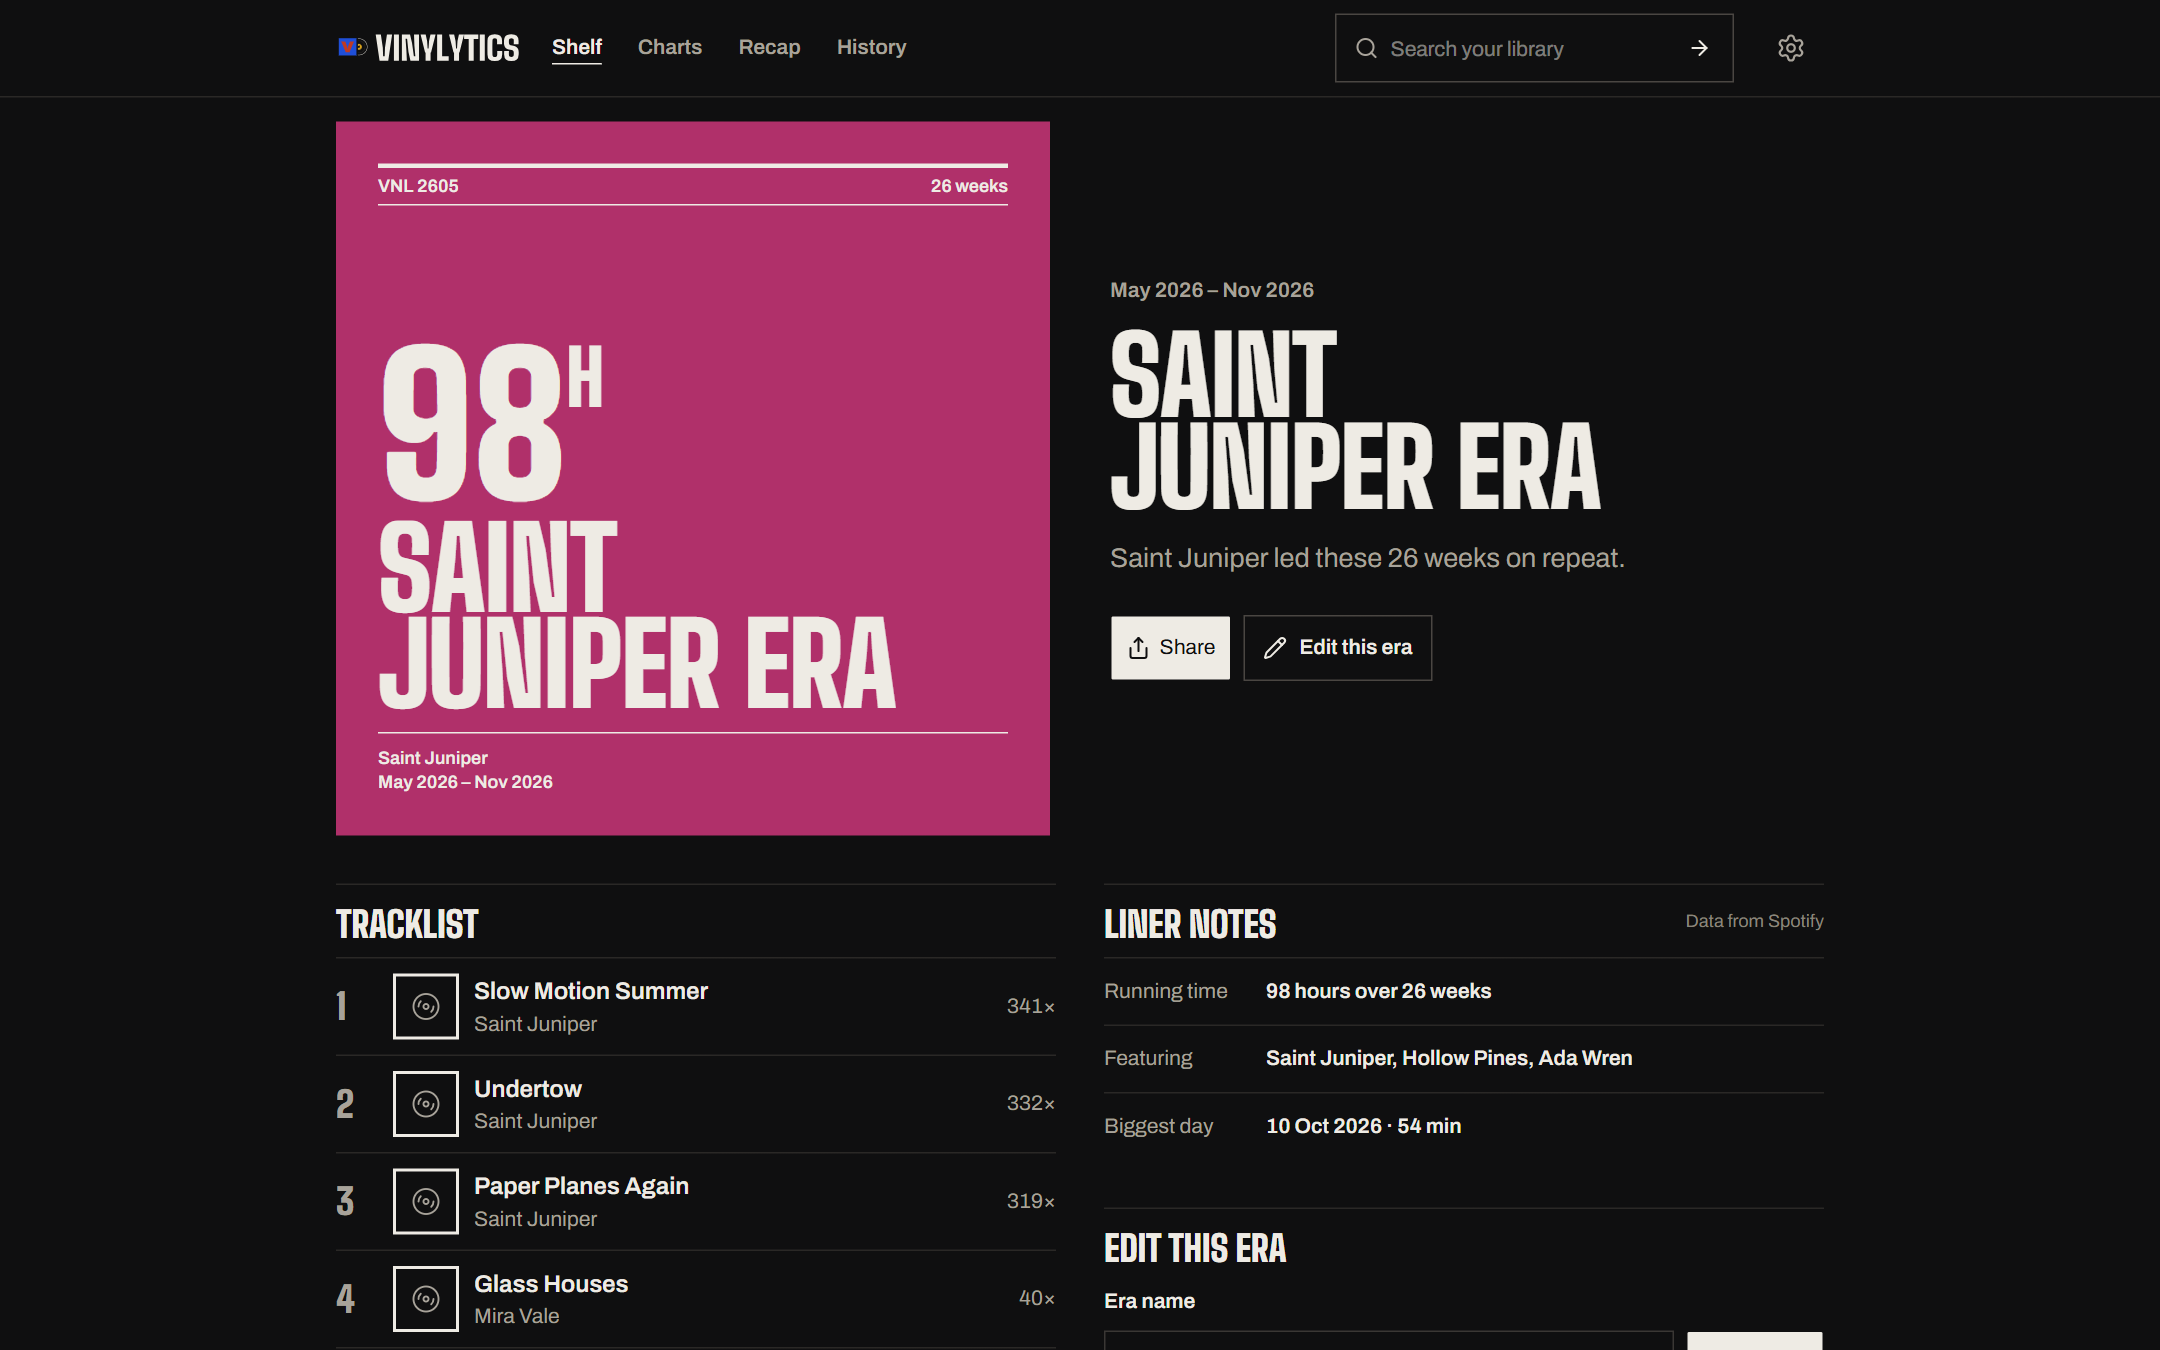 VINYLYTICS Shelf Charts Recap History Search your library
VNL 2605 26 weeks
98H
SAINT
JUNIPER ERA
Saint Juniper
May 2026 – Nov 2026
May 2026 – Nov 2026
SAINT
JUNIPER ERA
Saint Juniper led these 26 weeks on repeat.
Share Edit this era
TRACKLIST
1 Slow Motion Summer 341×
Saint Juniper
2 Undertow 332×
Saint Juniper
3 Paper Planes Again 319×
Saint Juniper
4 Glass Houses 40×
Mira Vale
LINER NOTES Data from Spotify
Running time 98 hours over 26 weeks
Featuring Saint Juniper, Hollow Pines, Ada Wren
Biggest day 10 Oct 2026 · 54 min
EDIT THIS ERA
Era name